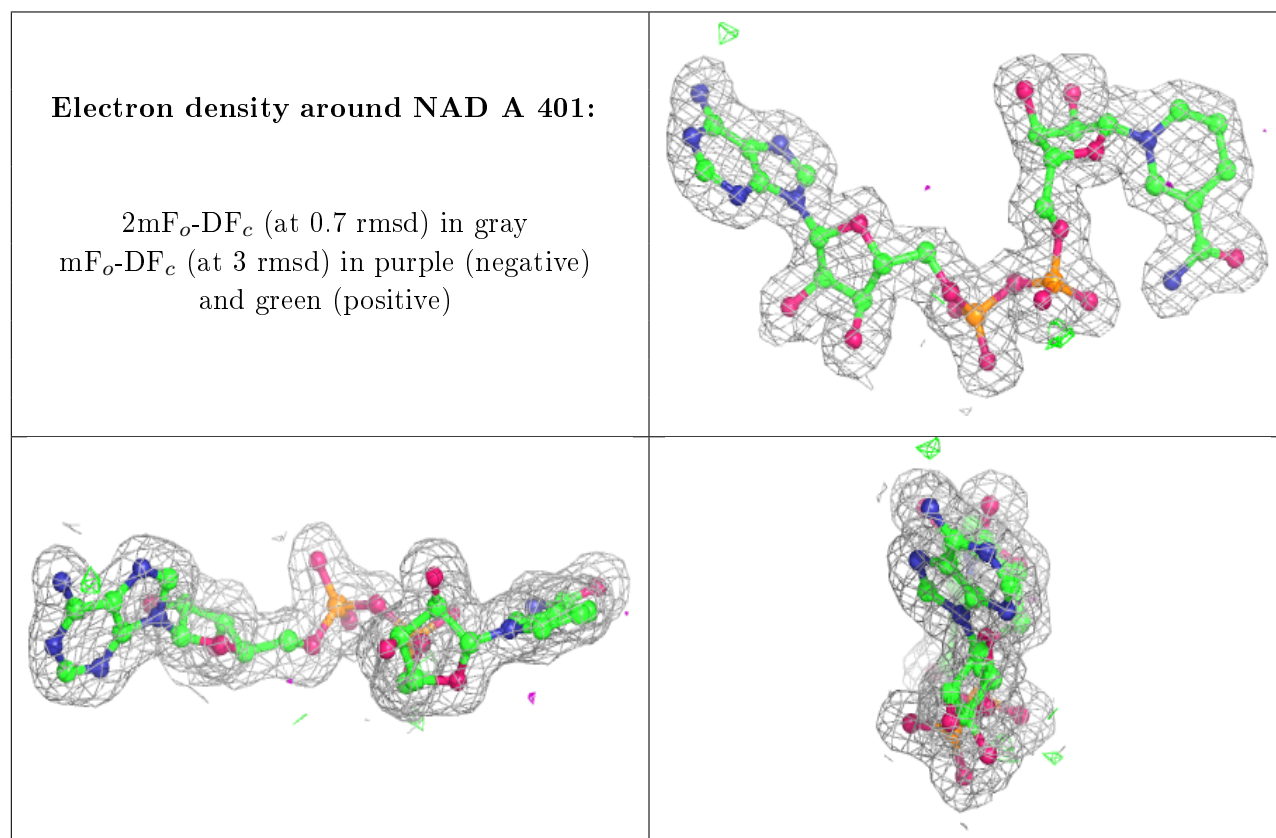 Electron density around NAD A 401:
2mFₒ-DF𝒸 (at 0.7 rmsd) in gray
mFₒ-DF𝒸 (at 3 rmsd) in purple (negative)
and green (positive)